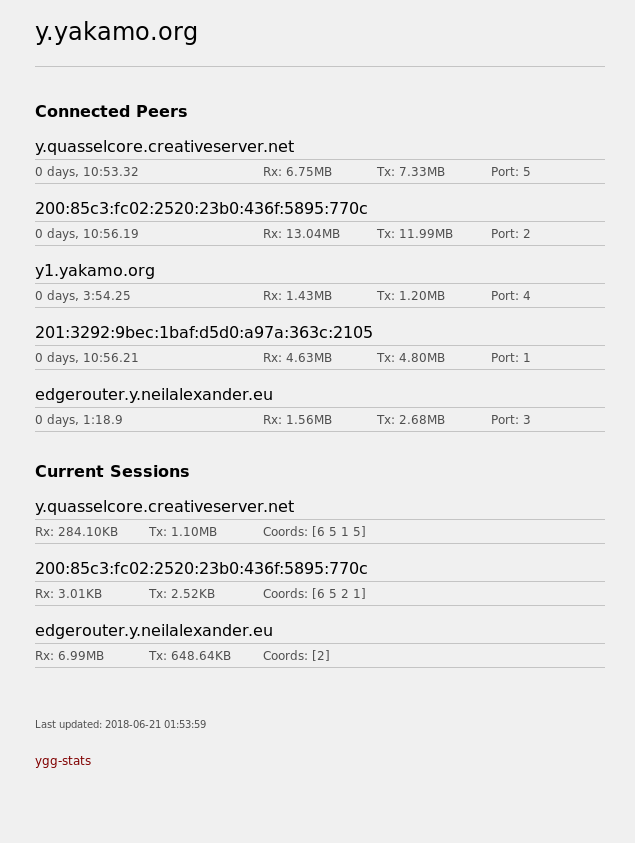 y.yakamo.org
Connected Peers
y.quasselcore.creativeserver.net
0 days, 10:53.32 Rx: 6.75MB Tx: 7.33MB Port: 5
200:85c3:fc02:2520:23b0:436f:5895:770c
0 days, 10:56.19 Rx: 13.04MB Tx: 11.99MB Port: 2
y1.yakamo.org
0 days, 3:54.25 Rx: 1.43MB Tx: 1.20MB Port: 4
201:3292:9bec:1baf:d5d0:a97a:363c:2105
0 days, 10:56.21 Rx: 4.63MB Tx: 4.80MB Port: 1
edgerouter.y.neilalexander.eu
0 days, 1:18.9 Rx: 1.56MB Tx: 2.68MB Port: 3
Current Sessions
y.quasselcore.creativeserver.net
Rx: 284.10KB Tx: 1.10MB Coords: [6 5 1 5]
200:85c3:fc02:2520:23b0:436f:5895:770c
Rx: 3.01KB Tx: 2.52KB Coords: [6 5 2 1]
edgerouter.y.neilalexander.eu
Rx: 6.99MB Tx: 648.64KB Coords: [2]
Last updated: 2018-06-21 01:53:59
ygg-stats